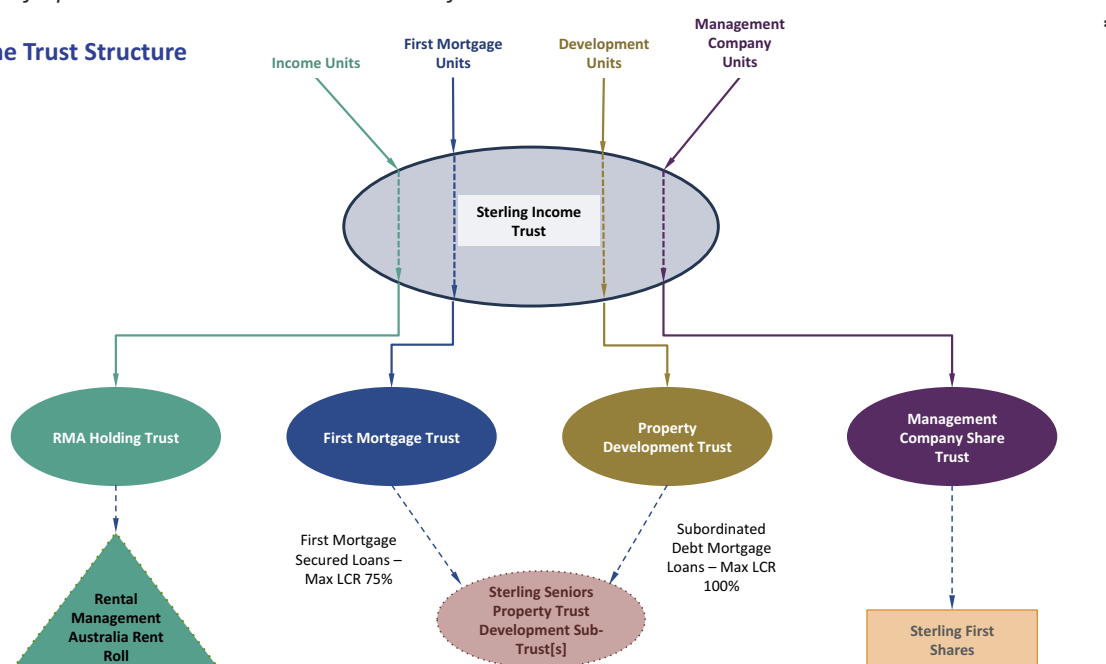 ne Trust Structure
Income Units
First Mortgage
Units
Development
Units
Management
Company
Units
Sterling Income
Trust
RMA Holding Trust
First Mortgage Trust
Property
Development Trust
Management
Company Share
Trust
First Mortgage
Secured Loans –
Max LCR 75%
Subordinated
Debt Mortgage
Loans – Max LCR
100%
Rental
Management
Australia Rent
Roll
Sterling Seniors
Property Trust
Development Sub-
Trust[s]
Sterling First
Shares